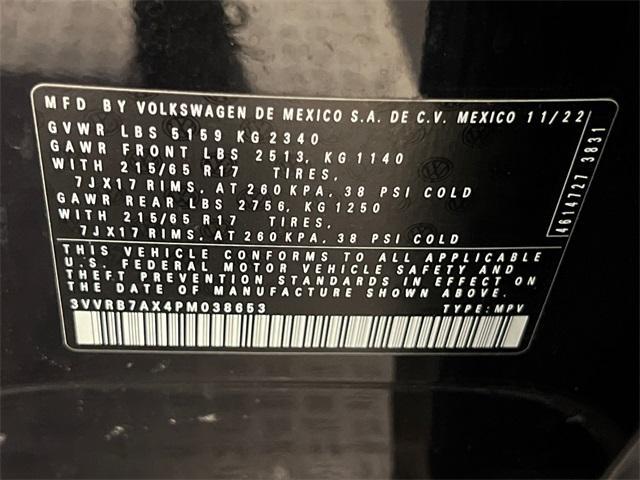 MFD BY VOLKSWAGEN DE MEXICO S.A. DE C.V. MEXICO 11/22
GVWR LBS 5159 KG 2340
GAWR FRONT LBS 2513, KG 1140
WITH 215/65 R17 TIRES,
7JX17 RIMS, AT 260 KPA, 38 PSI COLD
GAWR REAR LBS 2756, KG 1250
WITH 215/65 R17 TIRES,
7JX17 RIMS, AT 260 KPA, 38 PSI COLD
4614727 3831
THIS VEHICLE CONFORMS TO ALL APPLICABLE
U.S. FEDERAL MOTOR VEHICLE SAFETY AND
THEFT PREVENTION STANDARDS IN EFFECT ON
THE DATE OF MANUFACTURE SHOWN ABOVE.
3VVRB7AX4PM038653 TYPE: MPV